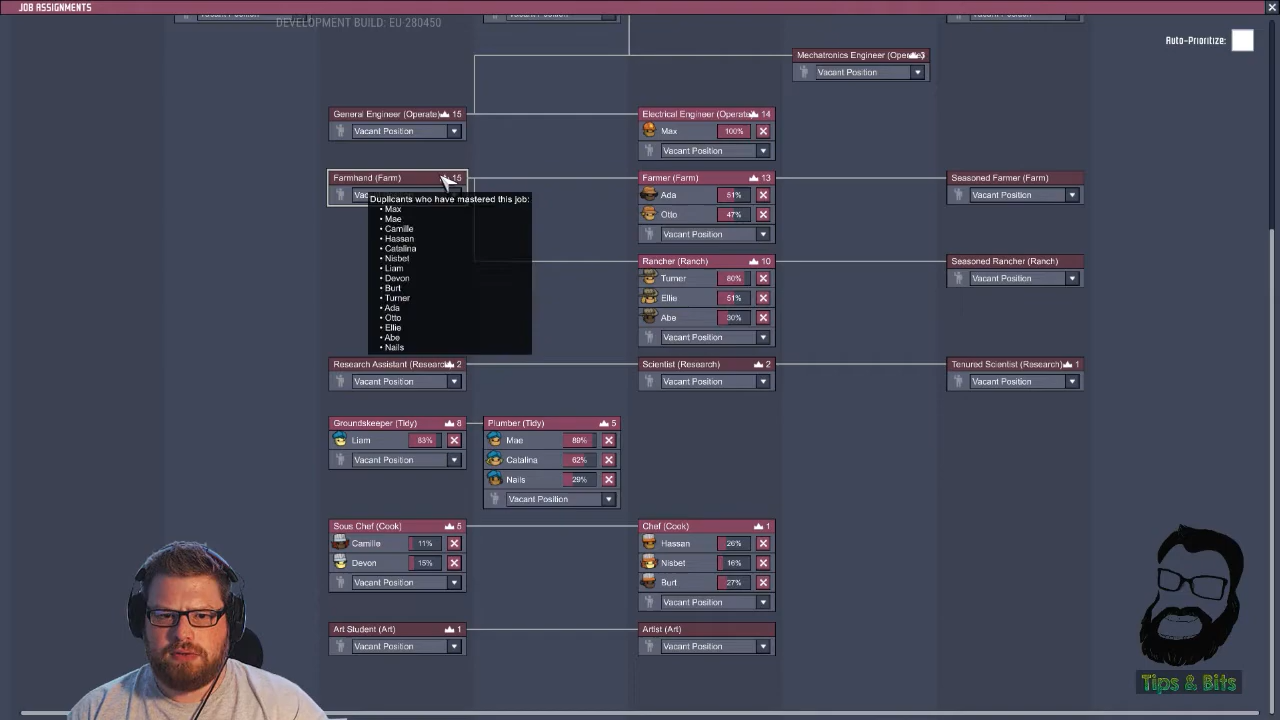 JOB ASSIGNMENTS
DEVELOPMENT BUILD: EU 280450
Auto-Prioritize:
Mechatronics Engineer (Operate)
Vacant Position
General Engineer (Operate) 15
Vacant Position
Electrical Engineer (Operate) 14
Max 100%
Vacant Position
Farmhand (Farm) 15
Duplicants who have mastered this job:
• Max
• Mae
• Camille
• Hassan
• Catalina
• Nisbet
• Liam
• Devon
• Burt
• Turner
• Ada
• Otto
• Ellie
• Abe
• Nails
Farmer (Farm) 13
Ada 51%
Otto 47%
Vacant Position
Seasoned Farmer (Farm)
Vacant Position
Rancher (Ranch) 10
Turner 80%
Ellie 51%
Abe 30%
Vacant Position
Seasoned Rancher (Ranch)
Vacant Position
Research Assistant (Research) 2
Vacant Position
Scientist (Research) 2
Vacant Position
Tenured Scientist (Research) 1
Vacant Position
Groundskeeper (Tidy) 8
Liam 83%
Vacant Position
Plumber (Tidy) 5
Mae 89%
Catalina 62%
Nails 29%
Vacant Position
Sous Chef (Cook) 5
Camille 11%
Devon 15%
Vacant Position
Chef (Cook) 1
Hassan 26%
Nisbet 16%
Burt 27%
Vacant Position
Art Student (Art) 1
Vacant Position
Artist (Art)
Vacant Position
Tips & Bits